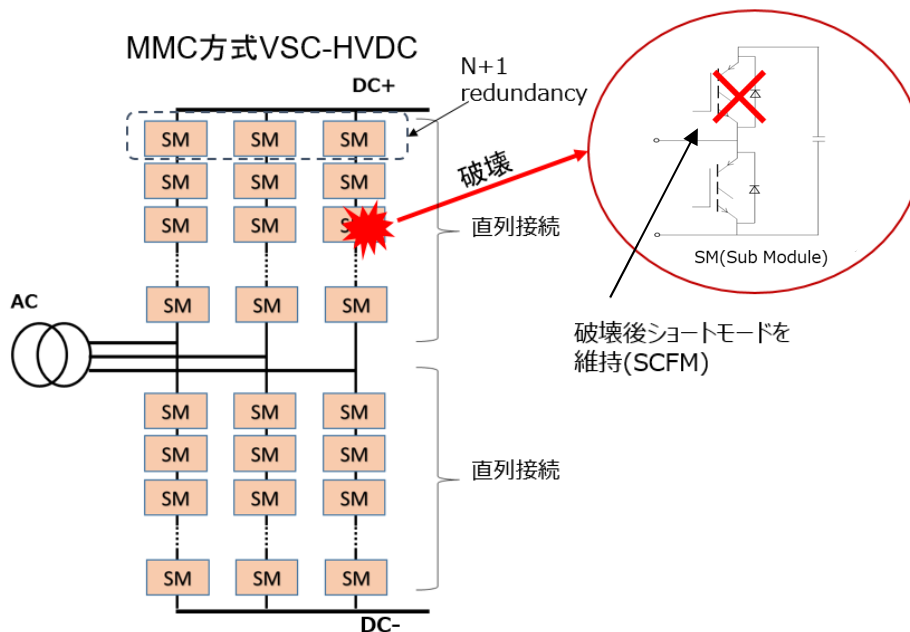 MMC方式VSC-HVDC
N+1
redundancy
DC+
SM SM SM
SM SM SM
SM SM
破壊
直列接続
SM SM SM
AC
SM(Sub Module)
破壊後ショートモードを
維持(SCFM)
SM SM SM
SM SM SM
直列接続
SM SM SM
SM SM SM
DC-